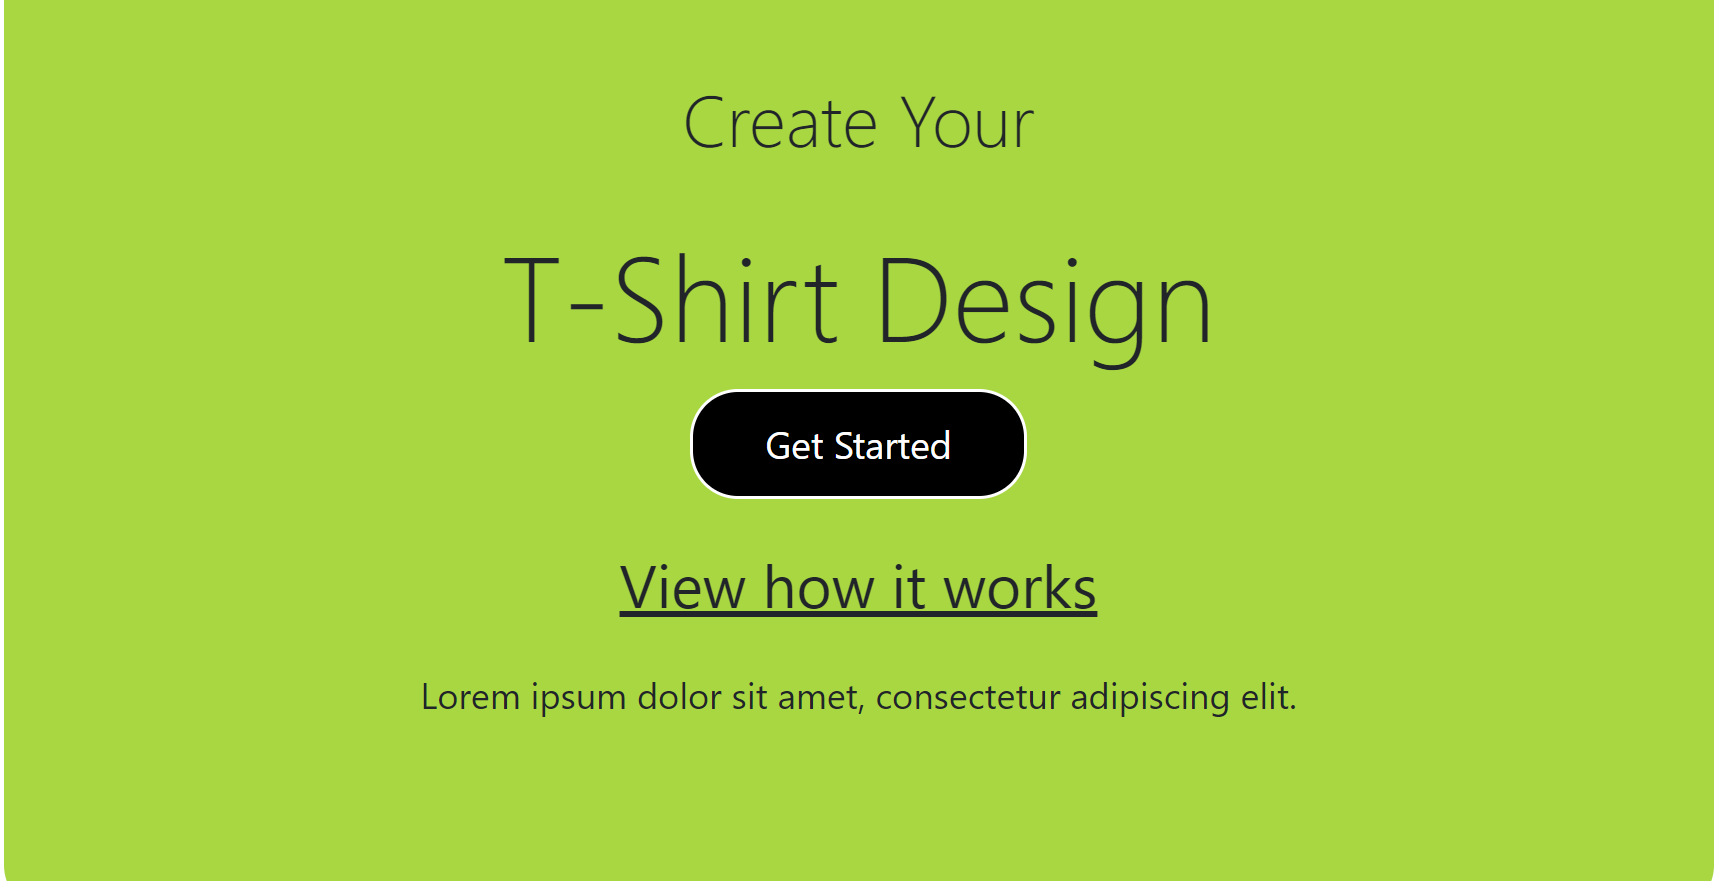 Create Your
T-Shirt Design
Get Started
View how it works
Lorem ipsum dolor sit amet, consectetur adipiscing elit.